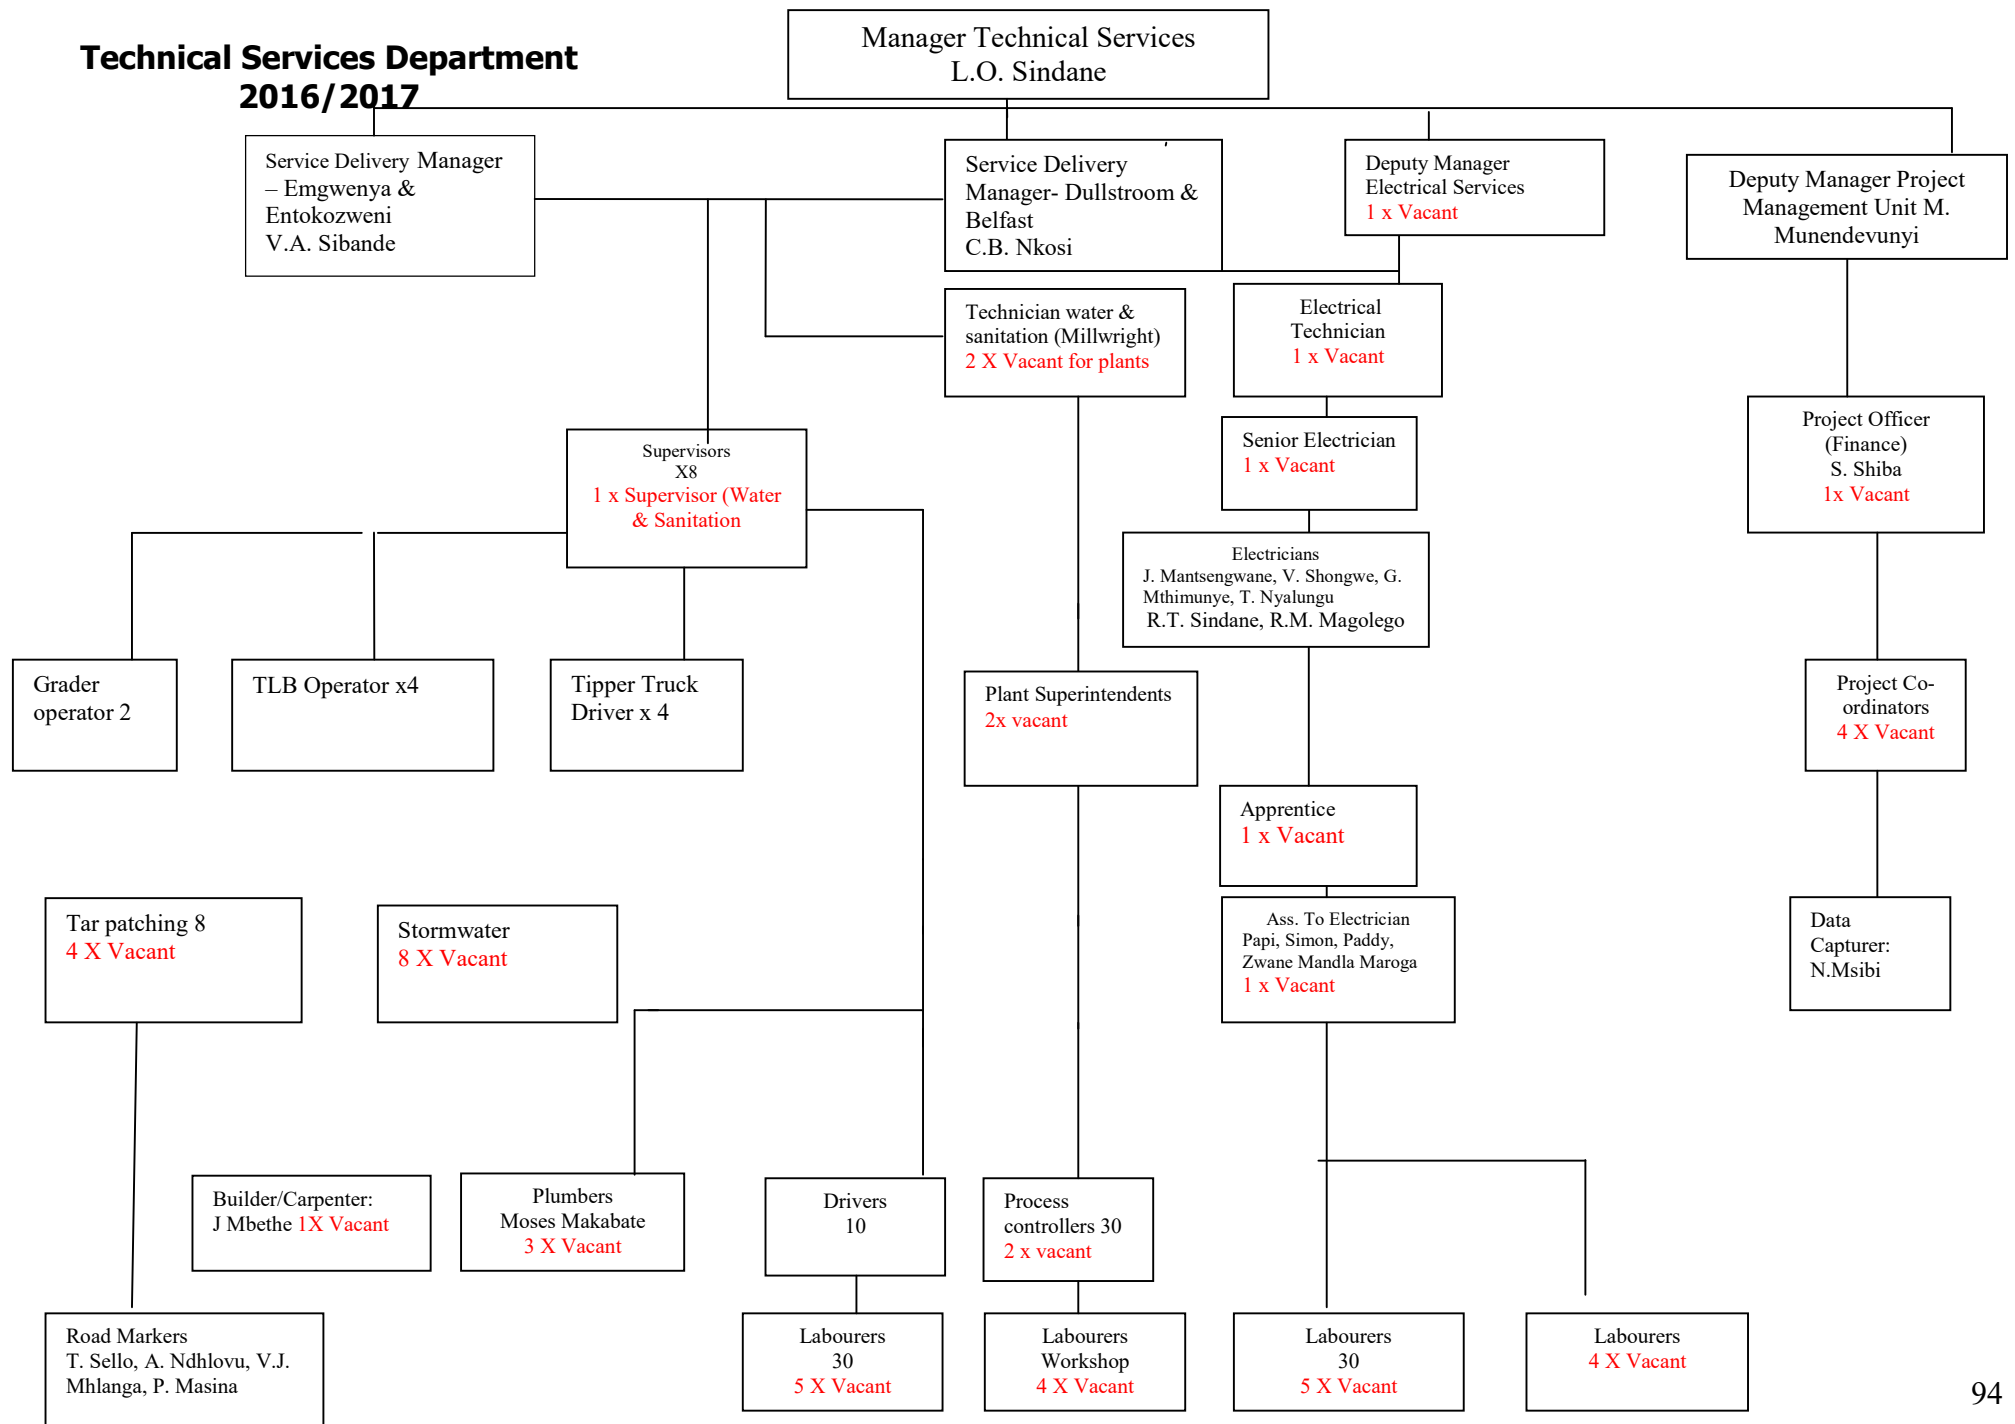 Technical Services Department
2016/2017
Manager Technical Services
L.O. Sindane
Service Delivery Manager
– Emgwenya &
Entokozweni
V.A. Sibande
Service Delivery
Manager- Dullstroom &
Belfast
C.B. Nkosi
Deputy Manager
Electrical Services
1 x Vacant
Deputy Manager Project
Management Unit M.
Munendevunyi
Technician water &
sanitation (Millwright)
2 X Vacant for plants
Electrical
Technician
1 x Vacant
Supervisors
X8
1 x Supervisor (Water
& Sanitation
Senior Electrician
1 x Vacant
Project Officer
(Finance)
S. Shiba
1x Vacant
Electricians
J. Mantsengwane, V. Shongwe, G.
Mthimunye, T. Nyalungu
R.T. Sindane, R.M. Magolego
Grader
operator 2
TLB Operator x4
Tipper Truck
Driver x 4
Plant Superintendents
2x vacant
Project Co-
ordinators
4 X Vacant
Apprentice
1 x Vacant
Tar patching 8
4 X Vacant
Stormwater
8 X Vacant
Ass. To Electrician
Papi, Simon, Paddy,
Zwane Mandla Maroga
1 x Vacant
Data
Capturer:
N.Msibi
Builder/Carpenter:
J Mbethe 1X Vacant
Plumbers
Moses Makabate
3 X Vacant
Drivers
10
Process
controllers 30
2 x vacant
Road Markers
T. Sello, A. Ndhlovu, V.J.
Mhlanga, P. Masina
Labourers
30
5 X Vacant
Labourers
Workshop
4 X Vacant
Labourers
30
5 X Vacant
Labourers
4 X Vacant
94